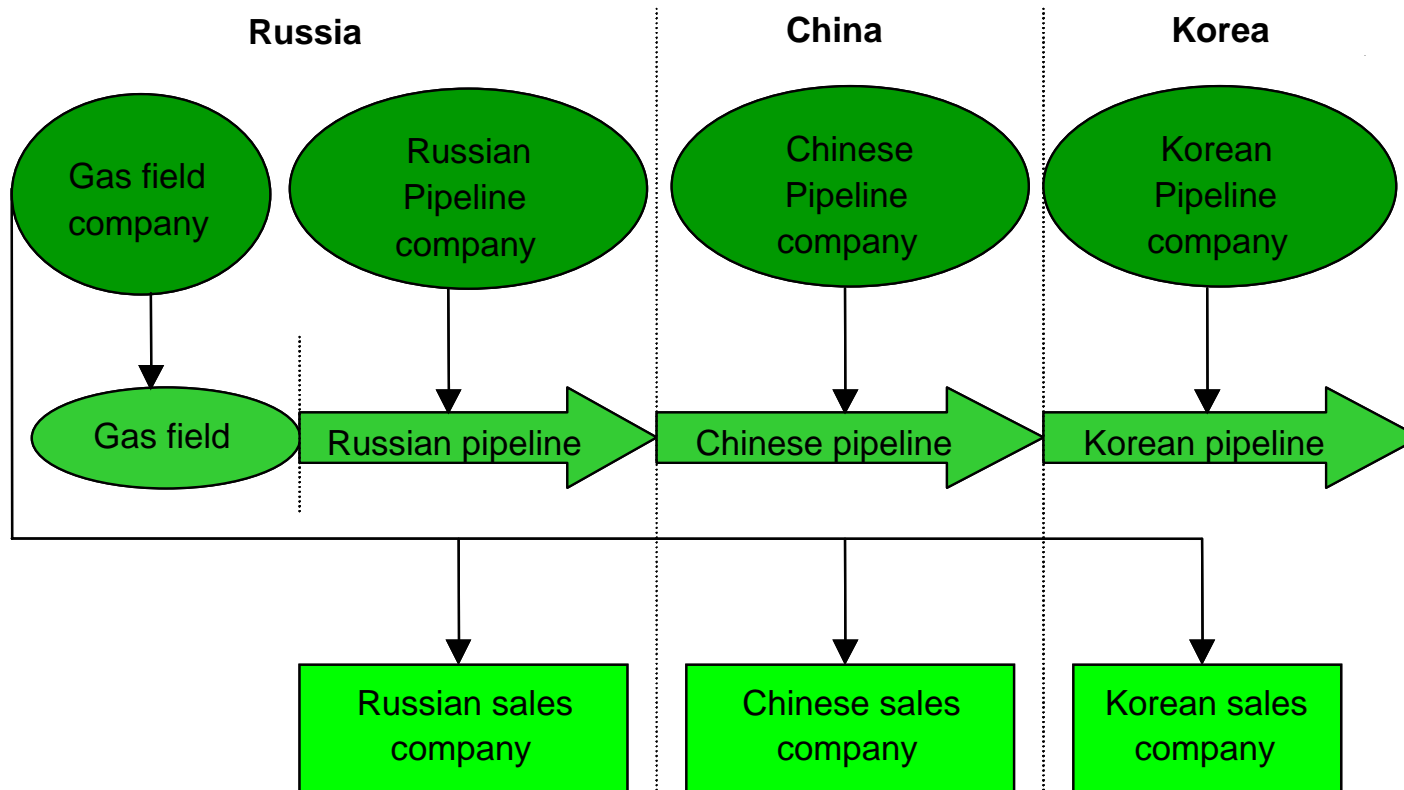 Russia
China
Korea
Gas field
company
Russian
Pipeline
company
Chinese
Pipeline
company
Korean
Pipeline
company
Gas field
Russian pipeline
Chinese pipeline
Korean pipeline
Russian sales
company
Chinese sales
company
Korean sales
company